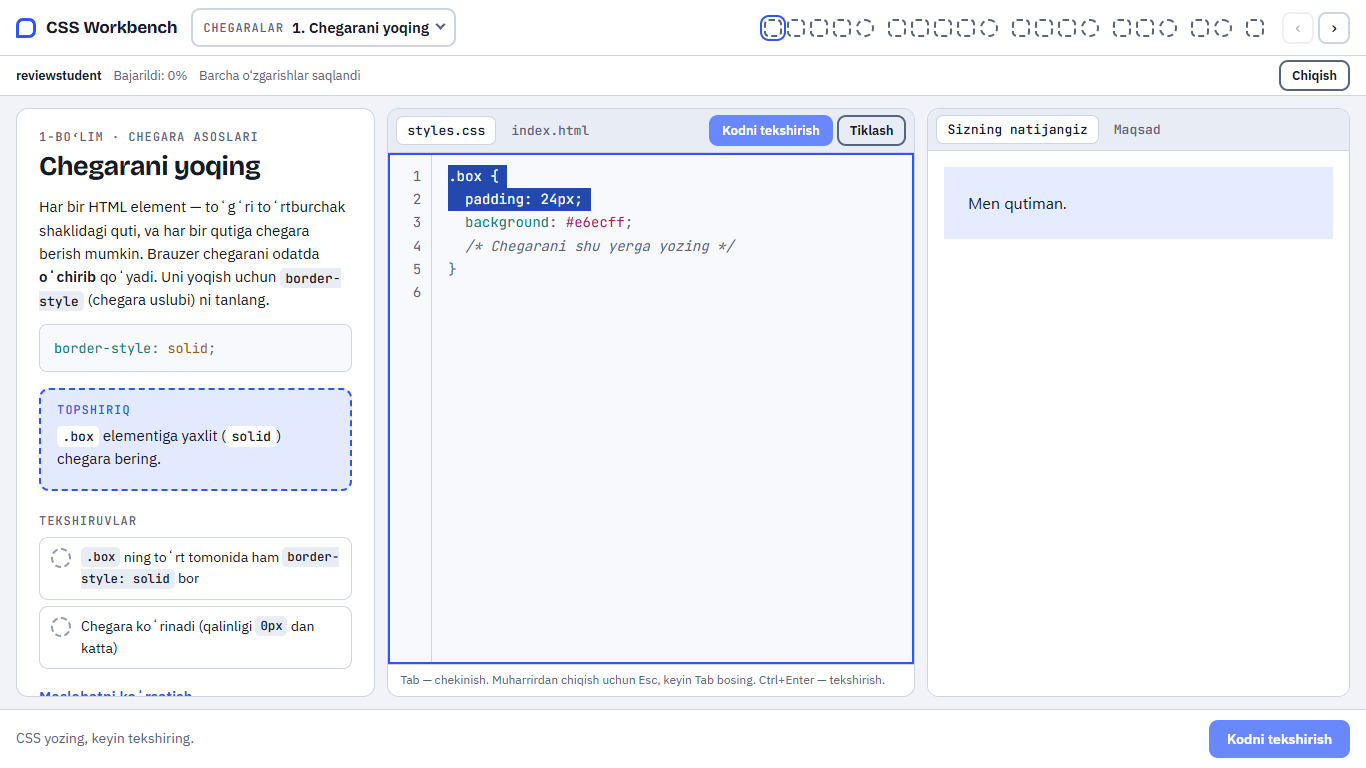 CSS Workbench
CHEGARALAR 1. Chegarani yoqing
‹ ›
reviewstudent Bajarildi: 0% Barcha oʻzgarishlar saqlandi
Chiqish
1-BOʻLIM · CHEGARA ASOSLARI
Chegarani yoqing
Har bir HTML element — toʻgʻri toʻrtburchak
shaklidagi quti, va har bir qutiga chegara
berish mumkin. Brauzer chegarani odatda
oʻchirib qoʻyadi. Uni yoqish uchun border-
style (chegara uslubi) ni tanlang.
border-style: solid;
TOPSHIRIQ
.box elementiga yaxlit ( solid )
chegara bering.
TEKSHIRUVLAR
.box ning toʻrt tomonida ham border-
style: solid bor
Chegara koʻrinadi (qalinligi 0px dan
katta)
styles.css index.html Kodni tekshirish Tiklash
1 .box {
2 padding: 24px;
3 background: #e6ecff;
4 /* Chegarani shu yerga yozing */
5 }
6
Tab — chekinish. Muharrirdan chiqish uchun Esc, keyin Tab bosing. Ctrl+Enter — tekshirish.
Sizning natijangiz Maqsad
Men qutiman.
CSS yozing, keyin tekshiring.
Kodni tekshirish